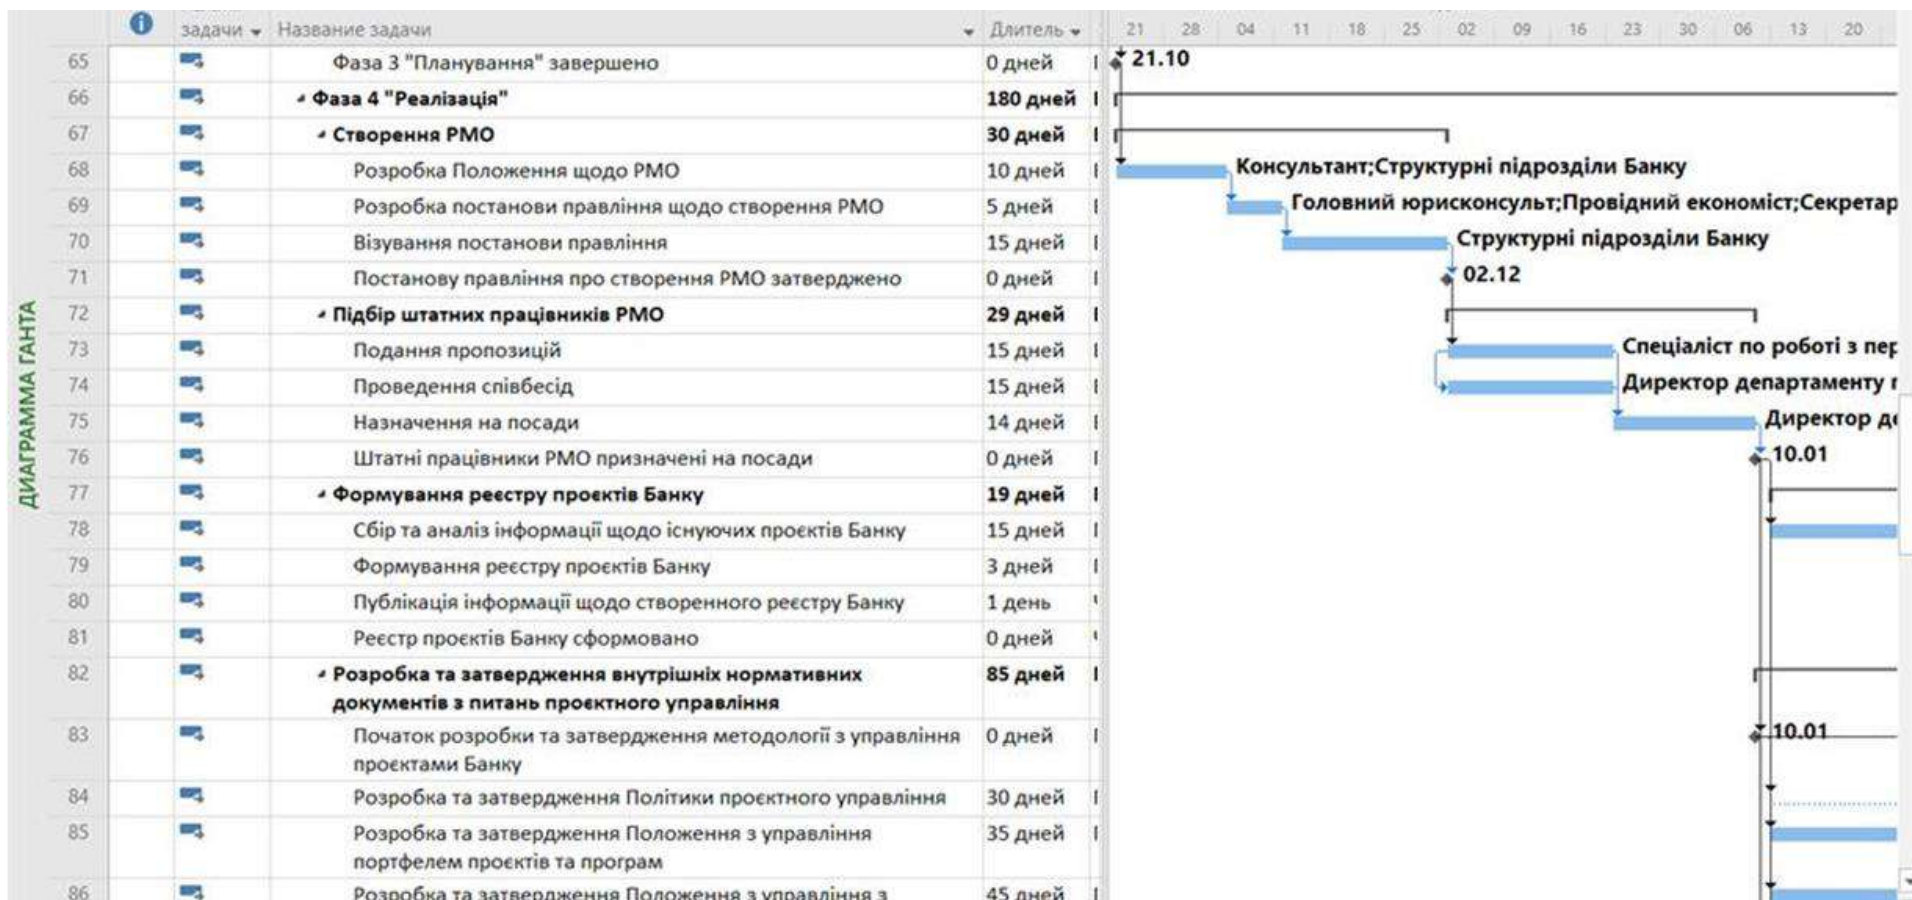 задачи Название задачи Длитель 21 28 04 11 18 25 02 09 16 23 30 06 13 20
65 Фаза 3 "Планування" завершено 0 дней 21.10
66 Фаза 4 "Реалізація" 180 дней
67 Створення РМО 30 дней
68 Розробка Положення щодо РМО 10 дней Консультант;Структурні підрозділи Банку
69 Розробка постанови правління щодо створення РМО 5 дней Головний юрисконсульт;Провідний економіст;Секретар
70 Візування постанови правління 15 дней Структурні підрозділи Банку
71 Постанову правління про створення РМО затверджено 0 дней 02.12
72 Підбір штатних працівників РМО 29 дней
73 Подання пропозицій 15 дней Спеціаліст по роботі з пер
74 Проведення співбесід 15 дней Директор департаменту
75 Назначення на посади 14 дней Директор де
76 Штатні працівники РМО призначені на посади 0 дней 10.01
77 Формування реєстру проєктів Банку 19 дней
78 Сбір та аналіз інформації щодо існуючих проєктів Банку 15 дней
79 Формування реєстру проєктів Банку 3 дней
80 Публікація інформації щодо створенного реєстру Банку 1 день
81 Реєстр проєктів Банку сформовано 0 дней
82 Розробка та затвердження внутрішніх нормативних 85 дней
документів з питань проєктного управління
83 Початок розробки та затвердження методології з управління 0 дней 10.01
проєктами Банку
84 Розробка та затвердження Політики проєктного управління 30 дней
85 Розробка та затвердження Положення з управління 35 дней
портфелем проєктів та програм
86 Розробка та затвердження Положення з управління з 45 дней
ДИАГРАММА ГАНТА